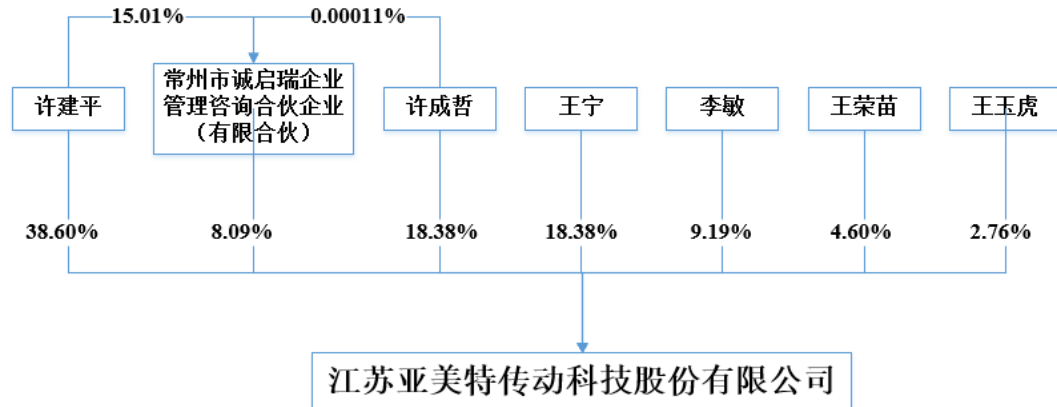 15.01%
0.00011%
许建平
常州市诚启瑞企业
管理咨询合伙企业
（有限合伙）
许成哲
王宁
李敏
王荣苗
王玉虎
38.60%
8.09%
18.38%
18.38%
9.19%
4.60%
2.76%
江苏亚美特传动科技股份有限公司